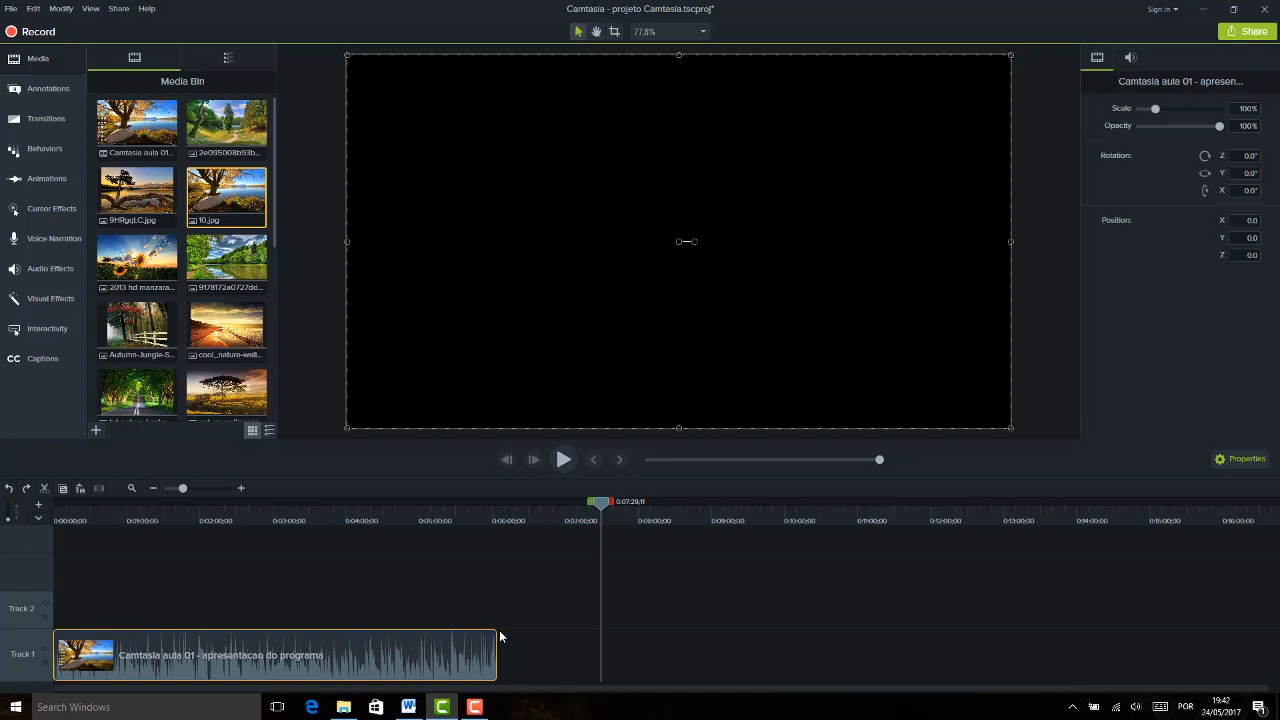 File Edit Modify View Share Help
Camtasia - projeto Camtasia.tscproj*
Sign in
Record
77,8%
Share
Media
Annotations
Transitions
Behaviors
Animations
Cursor Effects
Voice Narration
Audio Effects
Visual Effects
Interactivity
CC Captions
Media Bin
Camtasia aula 01...
2e095008b93b...
9HRgqLC.jpg
10.jpg
2013 hd manzara...
9178172a0727dd...
Autumn-Jungle-S...
cool_nature-wall...
Camtasia aula 01 - apresen...
Scale 100%
Opacity 100%
Rotation: Z 0.0°
Y 0.0°
X 0.0°
Position: X 0.0
Y 0.0
Z 0.0
Properties
0:07:29;11
0:00:00;00 0:01:00;00 0:02:00;00 0:03:00;00 0:04:00;00 0:05:00;00 0:06:00;00 0:07:00;00 0:08:00;00 0:09:00;00 0:10:00;00 0:11:00;00 0:12:00;00 0:13:00;00 0:14:00;00 0:15:00;00 0:16:00;00
Track 2
Track 1
Camtasia aula 01 - apresentacao do programa
Search Windows
POR
19:42
24/05/2017